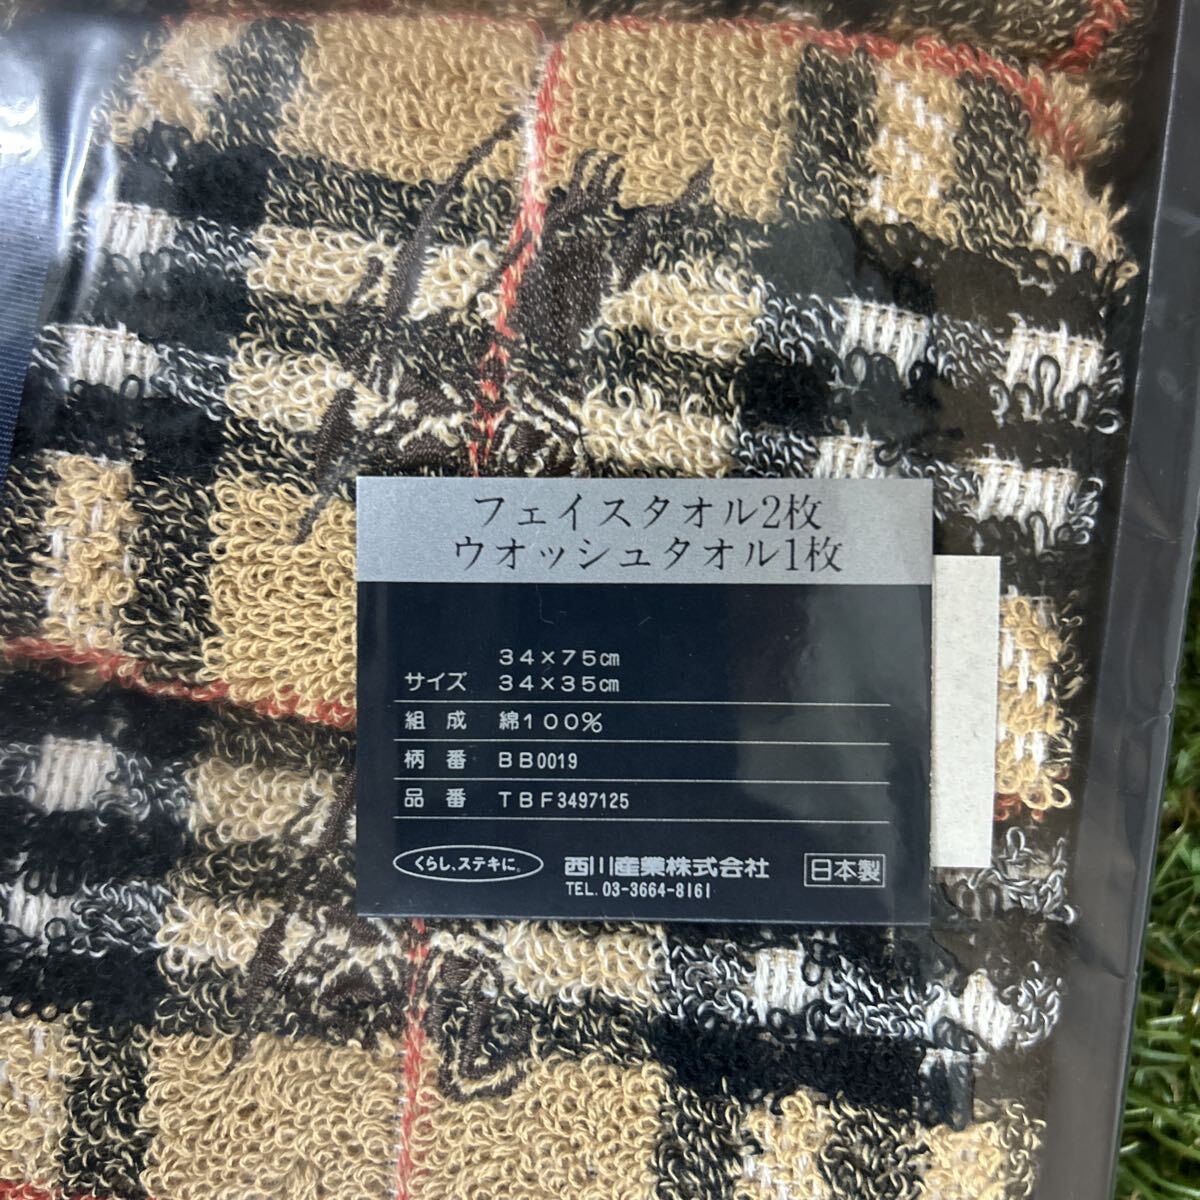 フェイスタオル2枚
ウオッシュタオル1枚
34×75㎝
サイズ 34×35㎝
組成 綿100%
柄番 BB0019
品番 TBF3497125
くらし、ステキに。 西川産業株式会社 日本製
TEL. 03-3664-8161